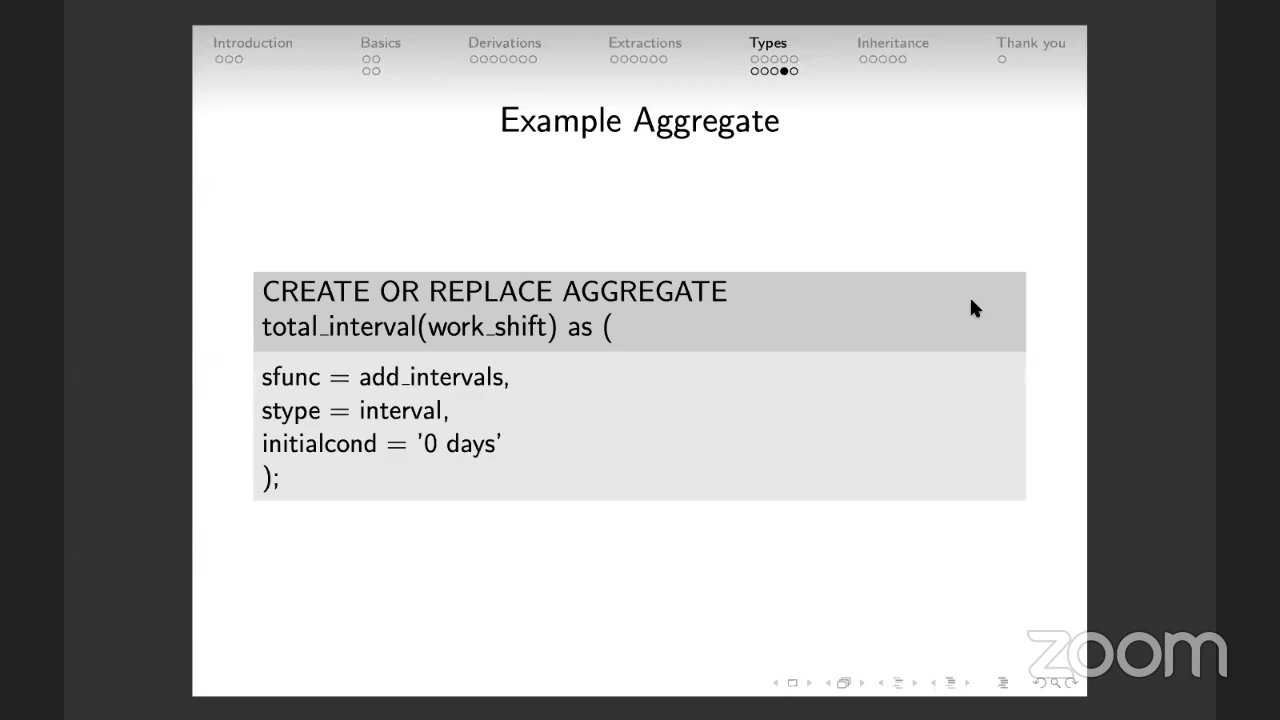 Introduction Basics Derivations Extractions Types Inheritance Thank you
Example Aggregate
CREATE OR REPLACE AGGREGATE
total_interval(work_shift) as (
sfunc = add_intervals,
stype = interval,
initialcond = '0 days'
);
zoom